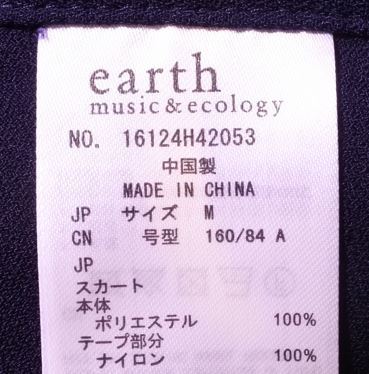 earth
music&ecology
NO. 16124H42053
中国製
MADE IN CHINA
JP サイズ M
CN 号型 160/84 A
JP
スカート
本体
ポリエステル 100%
テープ部分
ナイロン 100%